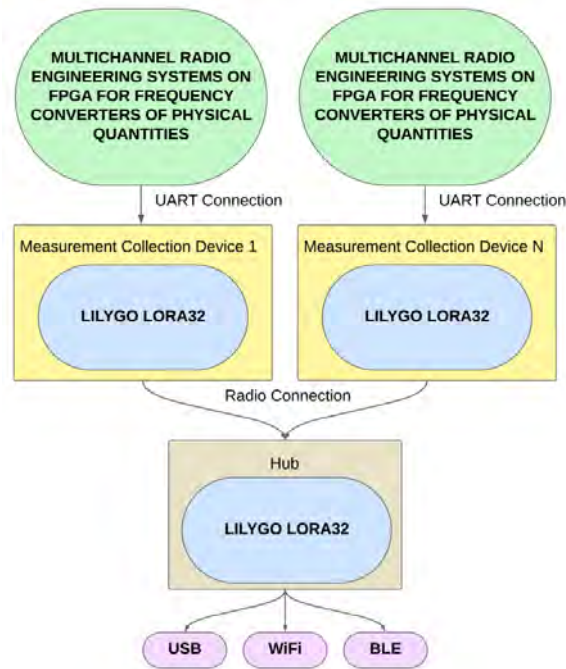 MULTICHANNEL RADIO
ENGINEERING SYSTEMS ON
FPGA FOR FREQUENCY
CONVERTERS OF PHYSICAL
QUANTITIES
MULTICHANNEL RADIO
ENGINEERING SYSTEMS ON
FPGA FOR FREQUENCY
CONVERTERS OF PHYSICAL
QUANTITIES
UART Connection
UART Connection
Measurement Collection Device 1
Measurement Collection Device N
LILYGO LORA32
LILYGO LORA32
Radio Connection
Hub
LILYGO LORA32
USB
WiFi
BLE